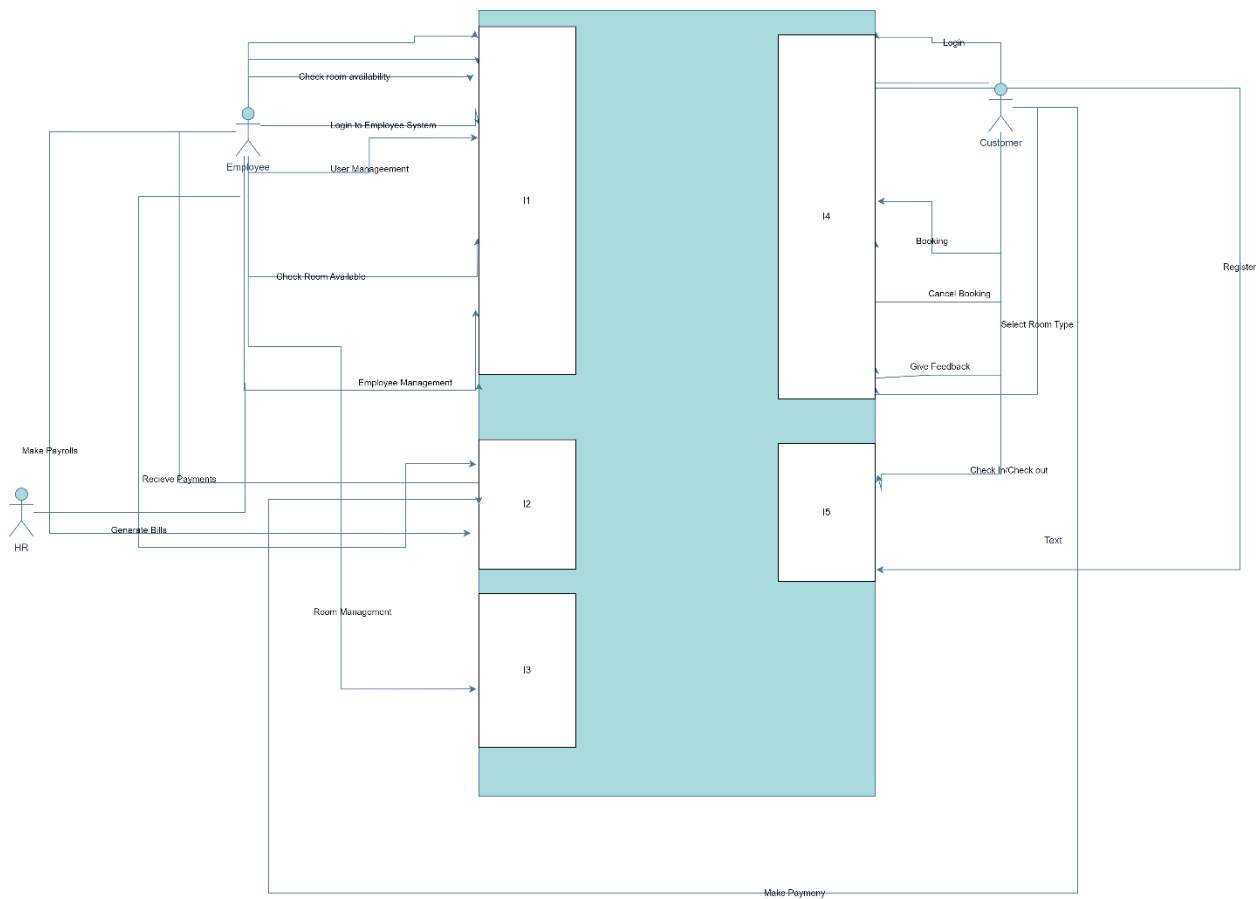 Login
Check room availability
Login to Employee System
Customer
Employee
User Manageement
I1
I4
Booking
Register
Check Room Available
Cancel Booking
Select Room Type
Give Feedback
Employee Management
Make Payrolls
Check In/Check out
Recieve Payments
I2
I5
Generate Bills
Text
HR
Room Management
I3
Make Paymeny